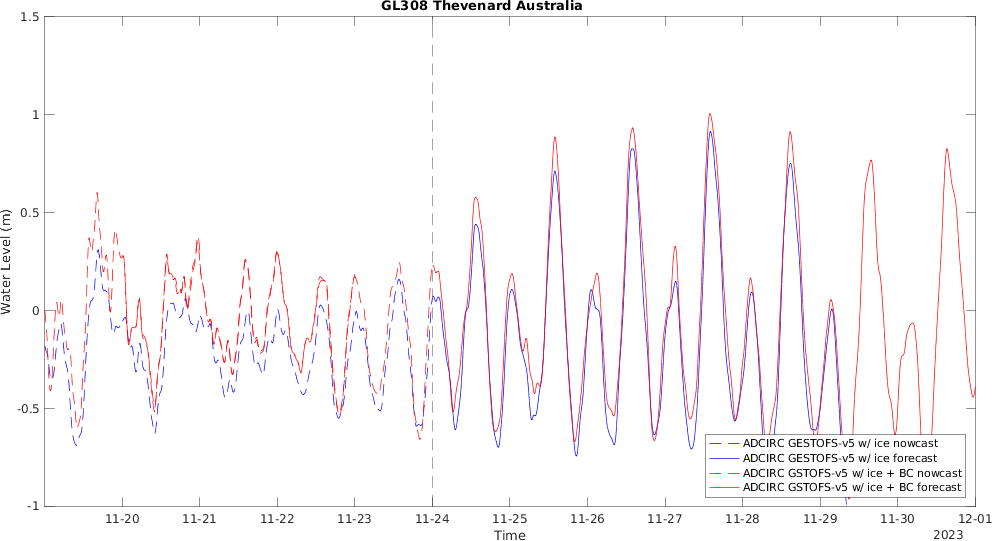 GL308 Thevenard Australia
1.5
1
0.5
0
-0.5
-1
Water Level (m)
11-20 11-21 11-22 11-23 11-24 11-25 11-26 11-27 11-28 11-29 11-30 12-01
Time
2023
ADCIRC GESTOFS-v5 w/ ice nowcast
ADCIRC GESTOFS-v5 w/ ice forecast
ADCIRC GSTOFS-v5 w/ ice + BC nowcast
ADCIRC GSTOFS-v5 w/ ice + BC forecast